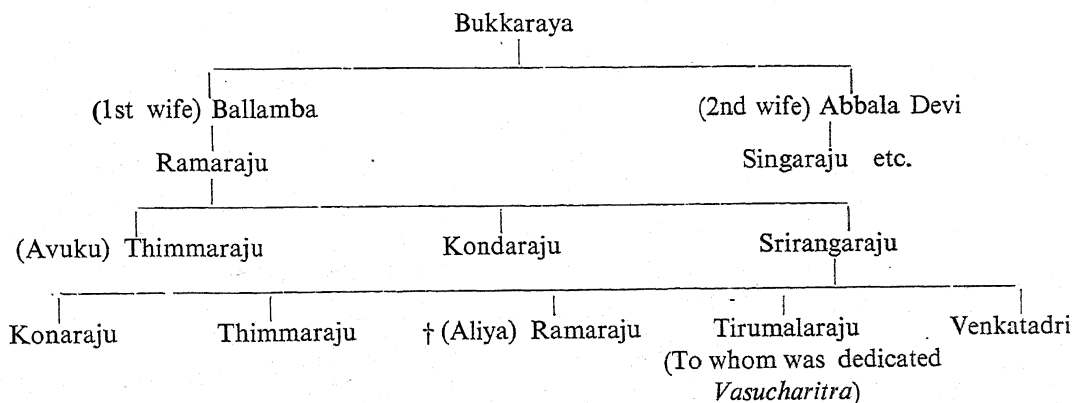 Bukkaraya
(1st wife) Ballamba (2nd wife) Abbala Devi
Ramaraju Singaraju etc.
(Avuku) Thimmaraju Kondaraju Srirangaraju
Konaraju Thimmaraju † (Aliya) Ramaraju Tirumalaraju Venkatadri
(To whom was dedicated
Vasucharitra)